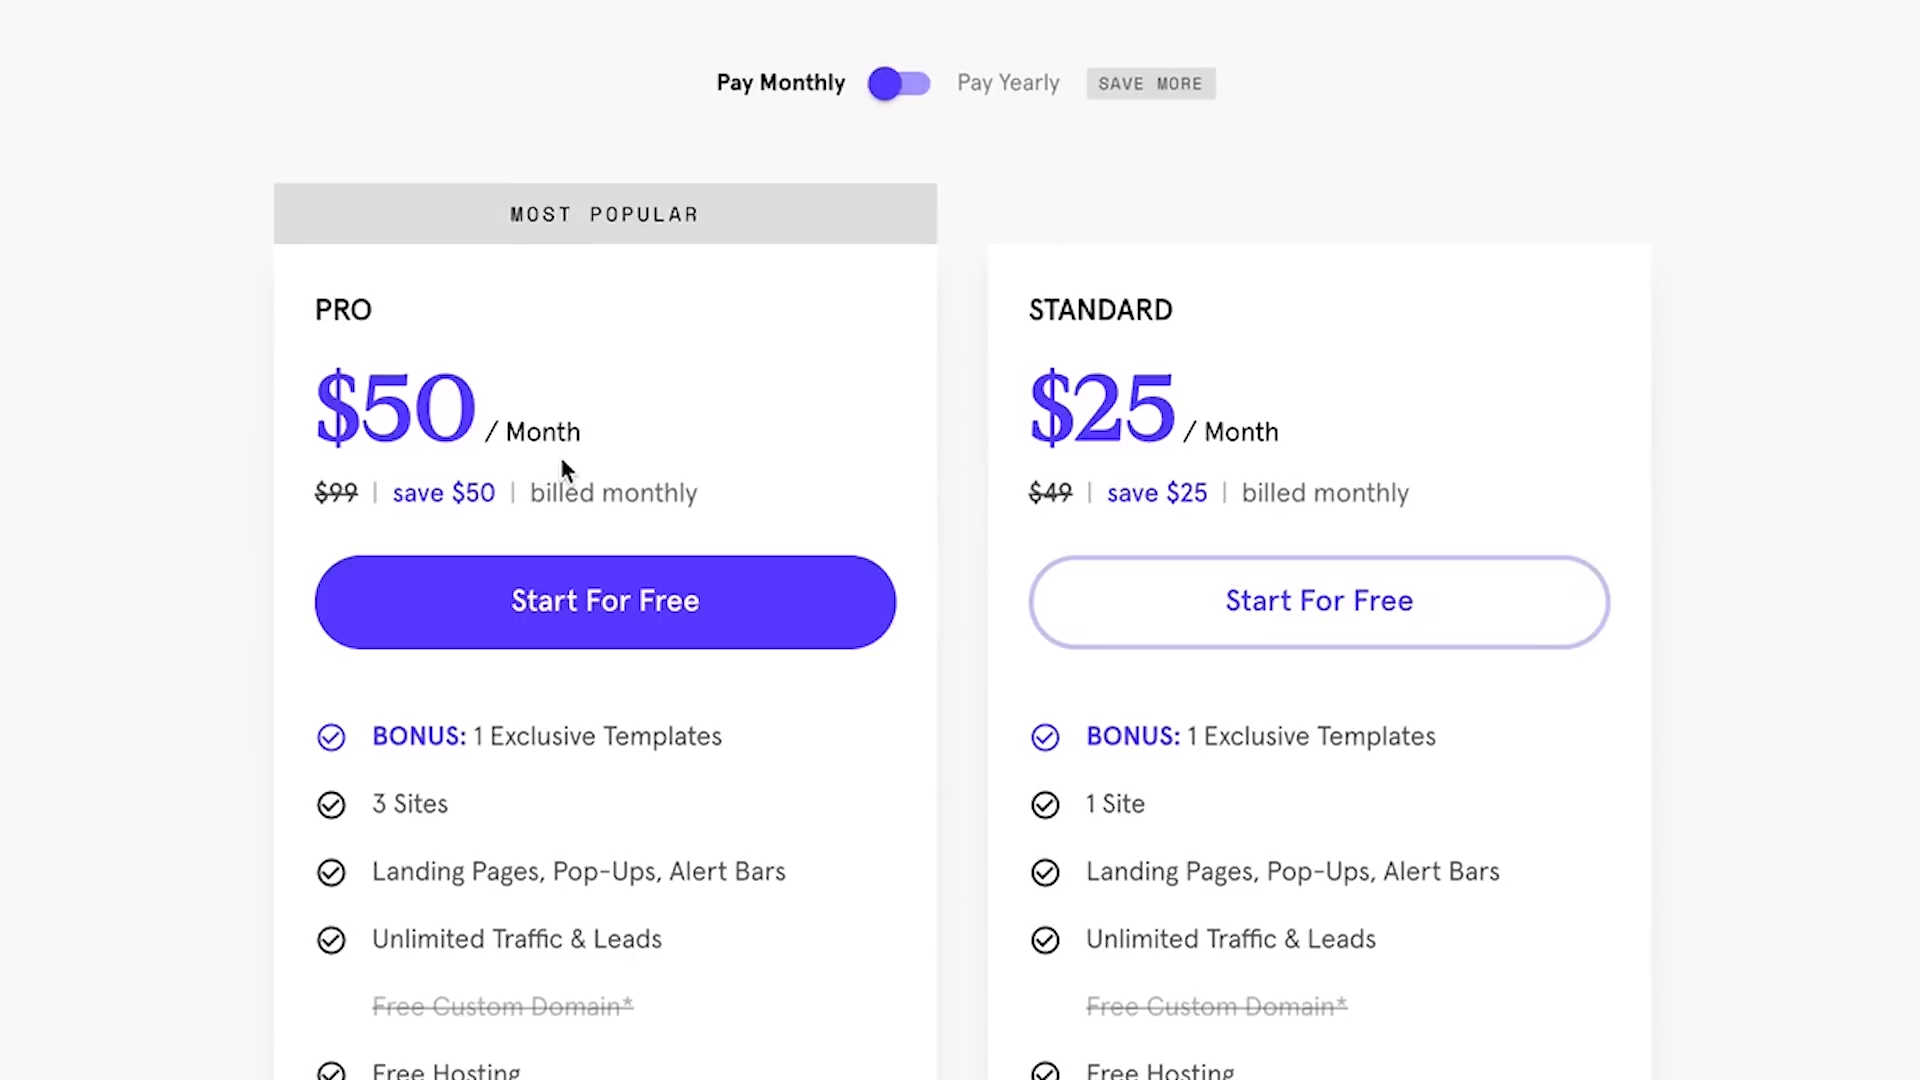 Pay Monthly Pay Yearly SAVE MORE
MOST POPULAR
PRO
$50 / Month
$99 | save $50 | billed monthly
Start For Free
BONUS: 1 Exclusive Templates
3 Sites
Landing Pages, Pop-Ups, Alert Bars
Unlimited Traffic & Leads
Free Custom Domain*
Free Hosting
STANDARD
$25 / Month
$49 | save $25 | billed monthly
Start For Free
BONUS: 1 Exclusive Templates
1 Site
Landing Pages, Pop-Ups, Alert Bars
Unlimited Traffic & Leads
Free Custom Domain*
Free Hosting